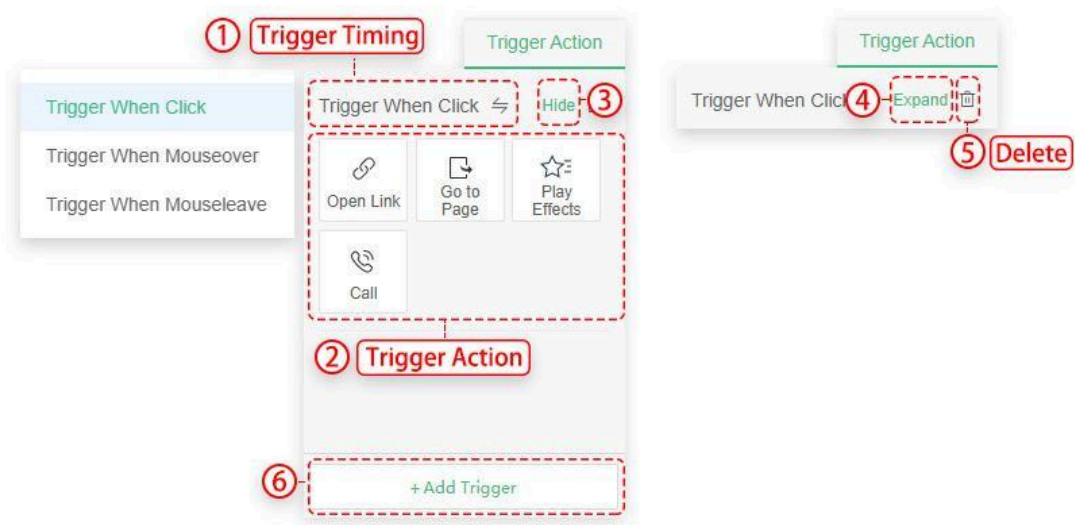 ① Trigger Timing
Trigger Action
Trigger When Click
Trigger When Mouseover
Trigger When Mouseleave
Trigger When Click
Hide
③
Open Link
Go to
Page
Play
Effects
Call
② Trigger Action
⑥
+ Add Trigger
Trigger Action
Trigger When Clic
④
Expand
⑤ Delete